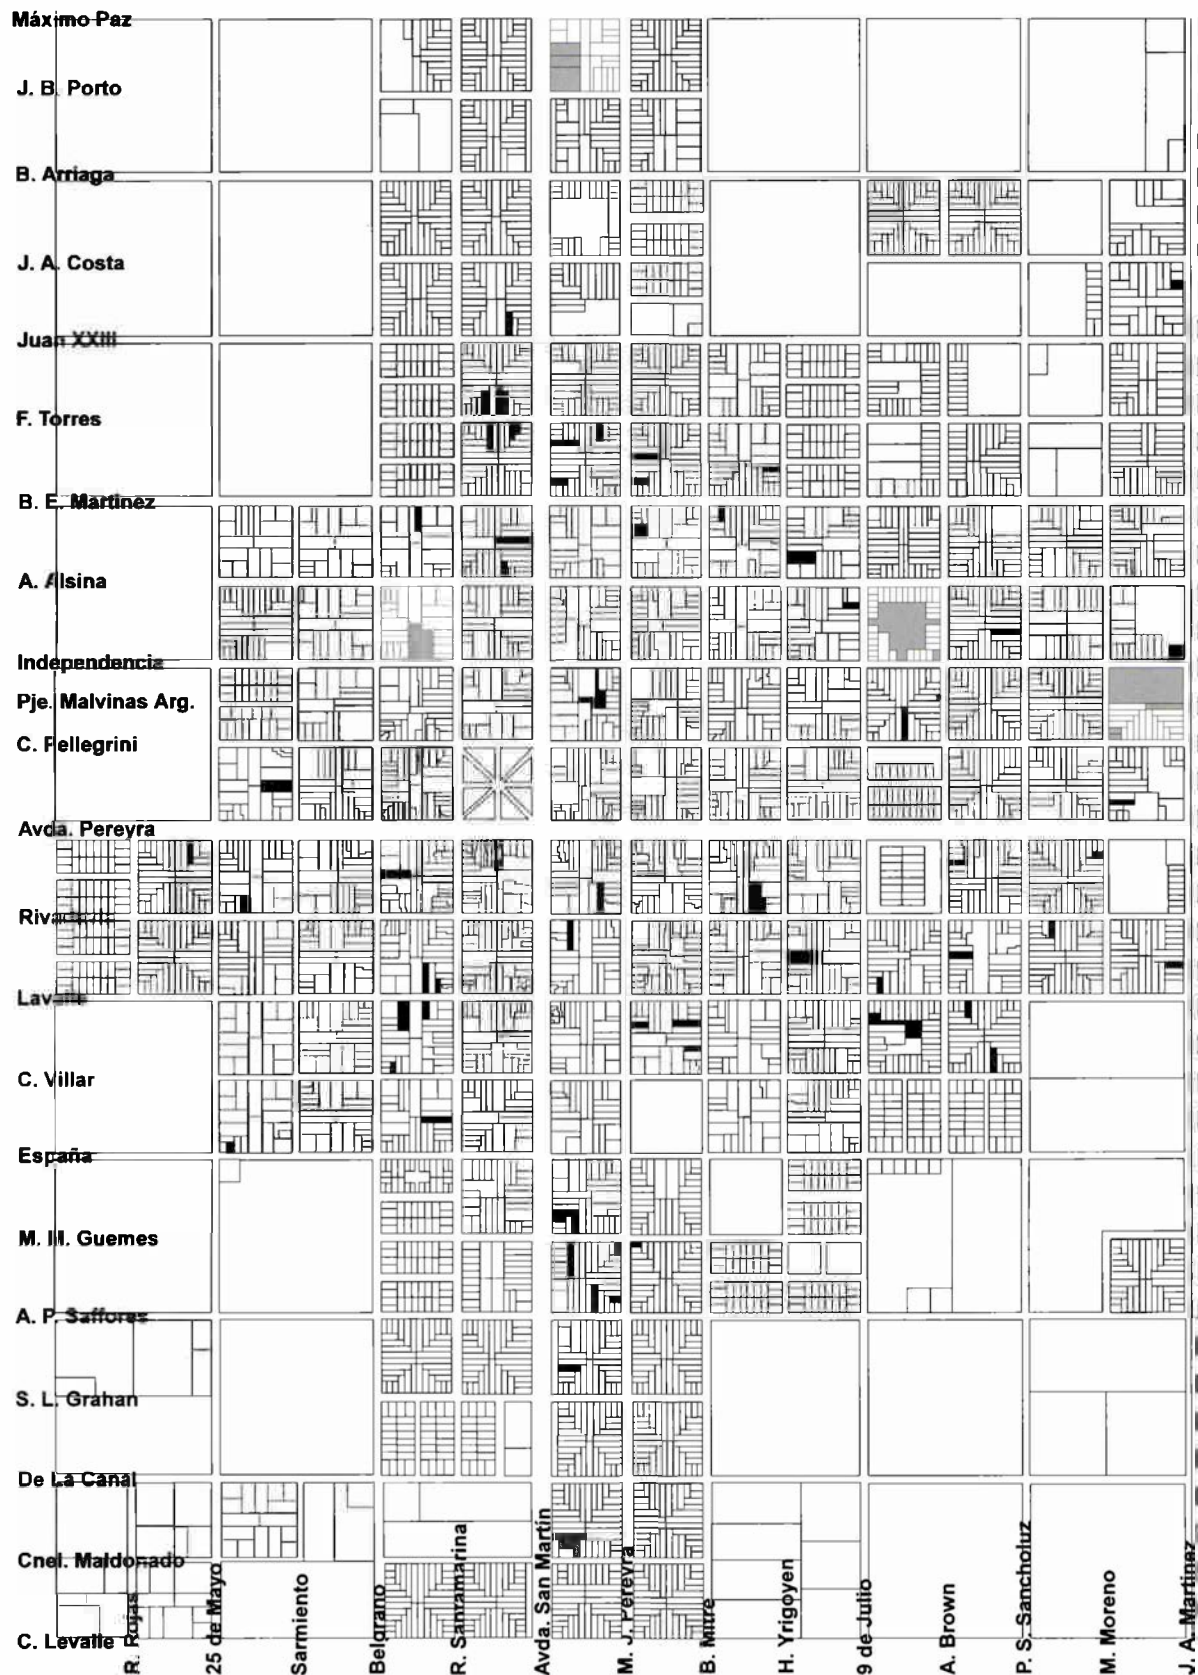 Máximo Paz
J. B. Porto
B. Arriaga
J. A. Costa
Juan XXIII
F. Torres
B. E. Martinez
A. Alsina
Independencia
Pje. Malvinas Arg.
C. Pellegrini
Avda. Pereyra
Rivadavia
Lavalle
C. Villar
España
M. M. Guemes
A. P. Saffores
S. L. Grahan
De La Canal
Cnel. Maldonado
C. Levalle
R. Rojas
25 de Mayo
Sarmiento
Belgrano
R. Santamarina
Avda. San Martín
M. J. Pereyra
B. Mitre
H. Yrigoyen
9 de Julio
A. Brown
P. S. Sancholuz
M. Moreno
J. A. Martinez